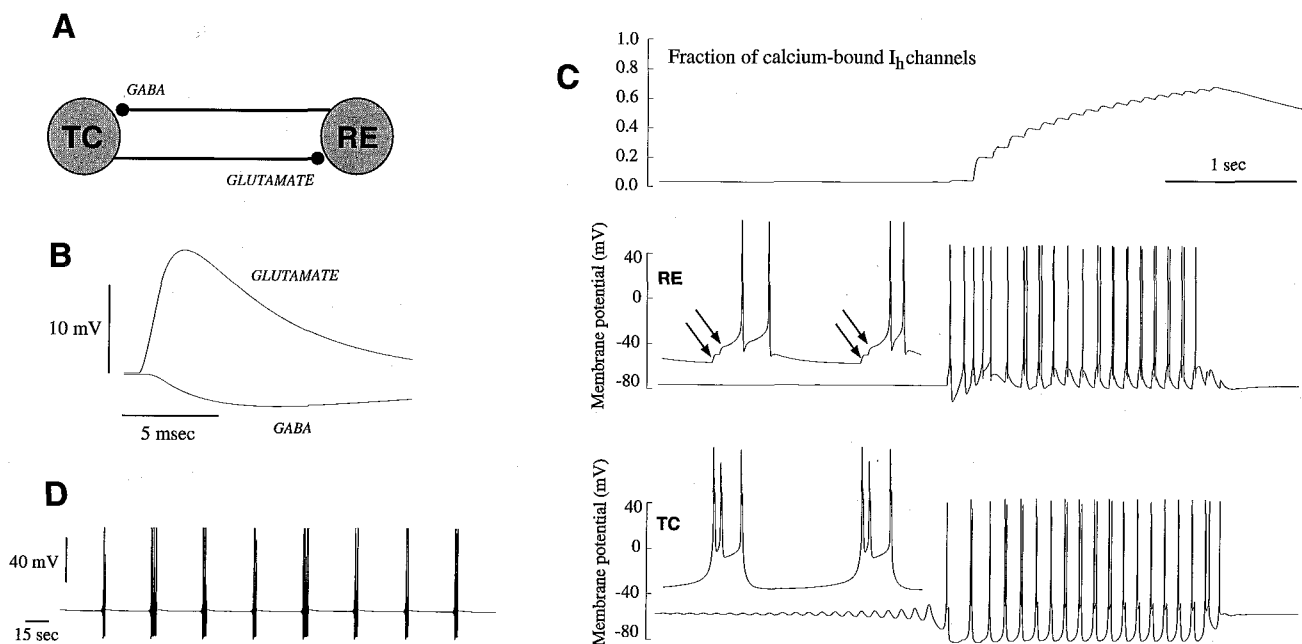 A
GABA
TC
RE
GLUTAMATE
B
GLUTAMATE
10 mV
GABA
5 msec
D
40 mV
15 sec
C
1.0
Fraction of calcium-bound Ih channels
0.8
0.6
0.4
0.2
0.0
1 sec
Membrane potential (mV)
40
RE
0
-40
-80
Membrane potential (mV)
40
TC
0
-40
-80